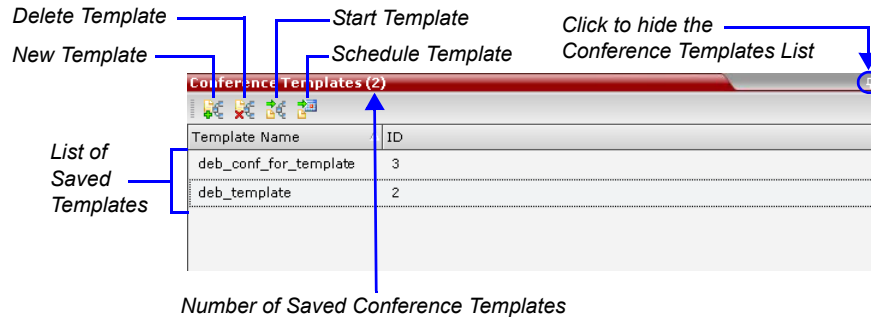 Delete Template
Start Template
Click to hide the
Conference Templates List
New Template
Schedule Template
Conference Templates (2)
Template Name
ID
List of
Saved
Templates
deb_conf_for_template
3
deb_template
2
Number of Saved Conference Templates